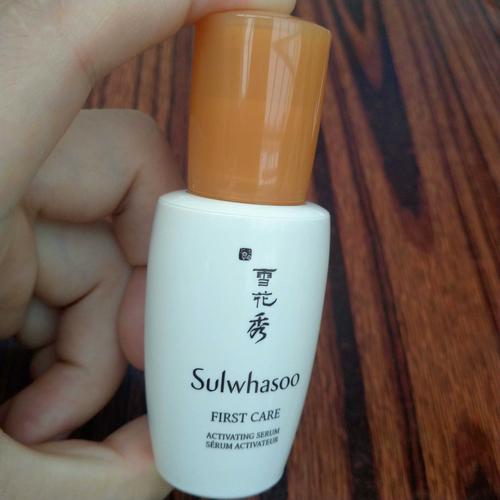 雪花秀
Sulwhasoo
FIRST CARE
ACTIVATING SERUM
SÉRUM ACTIVATEUR